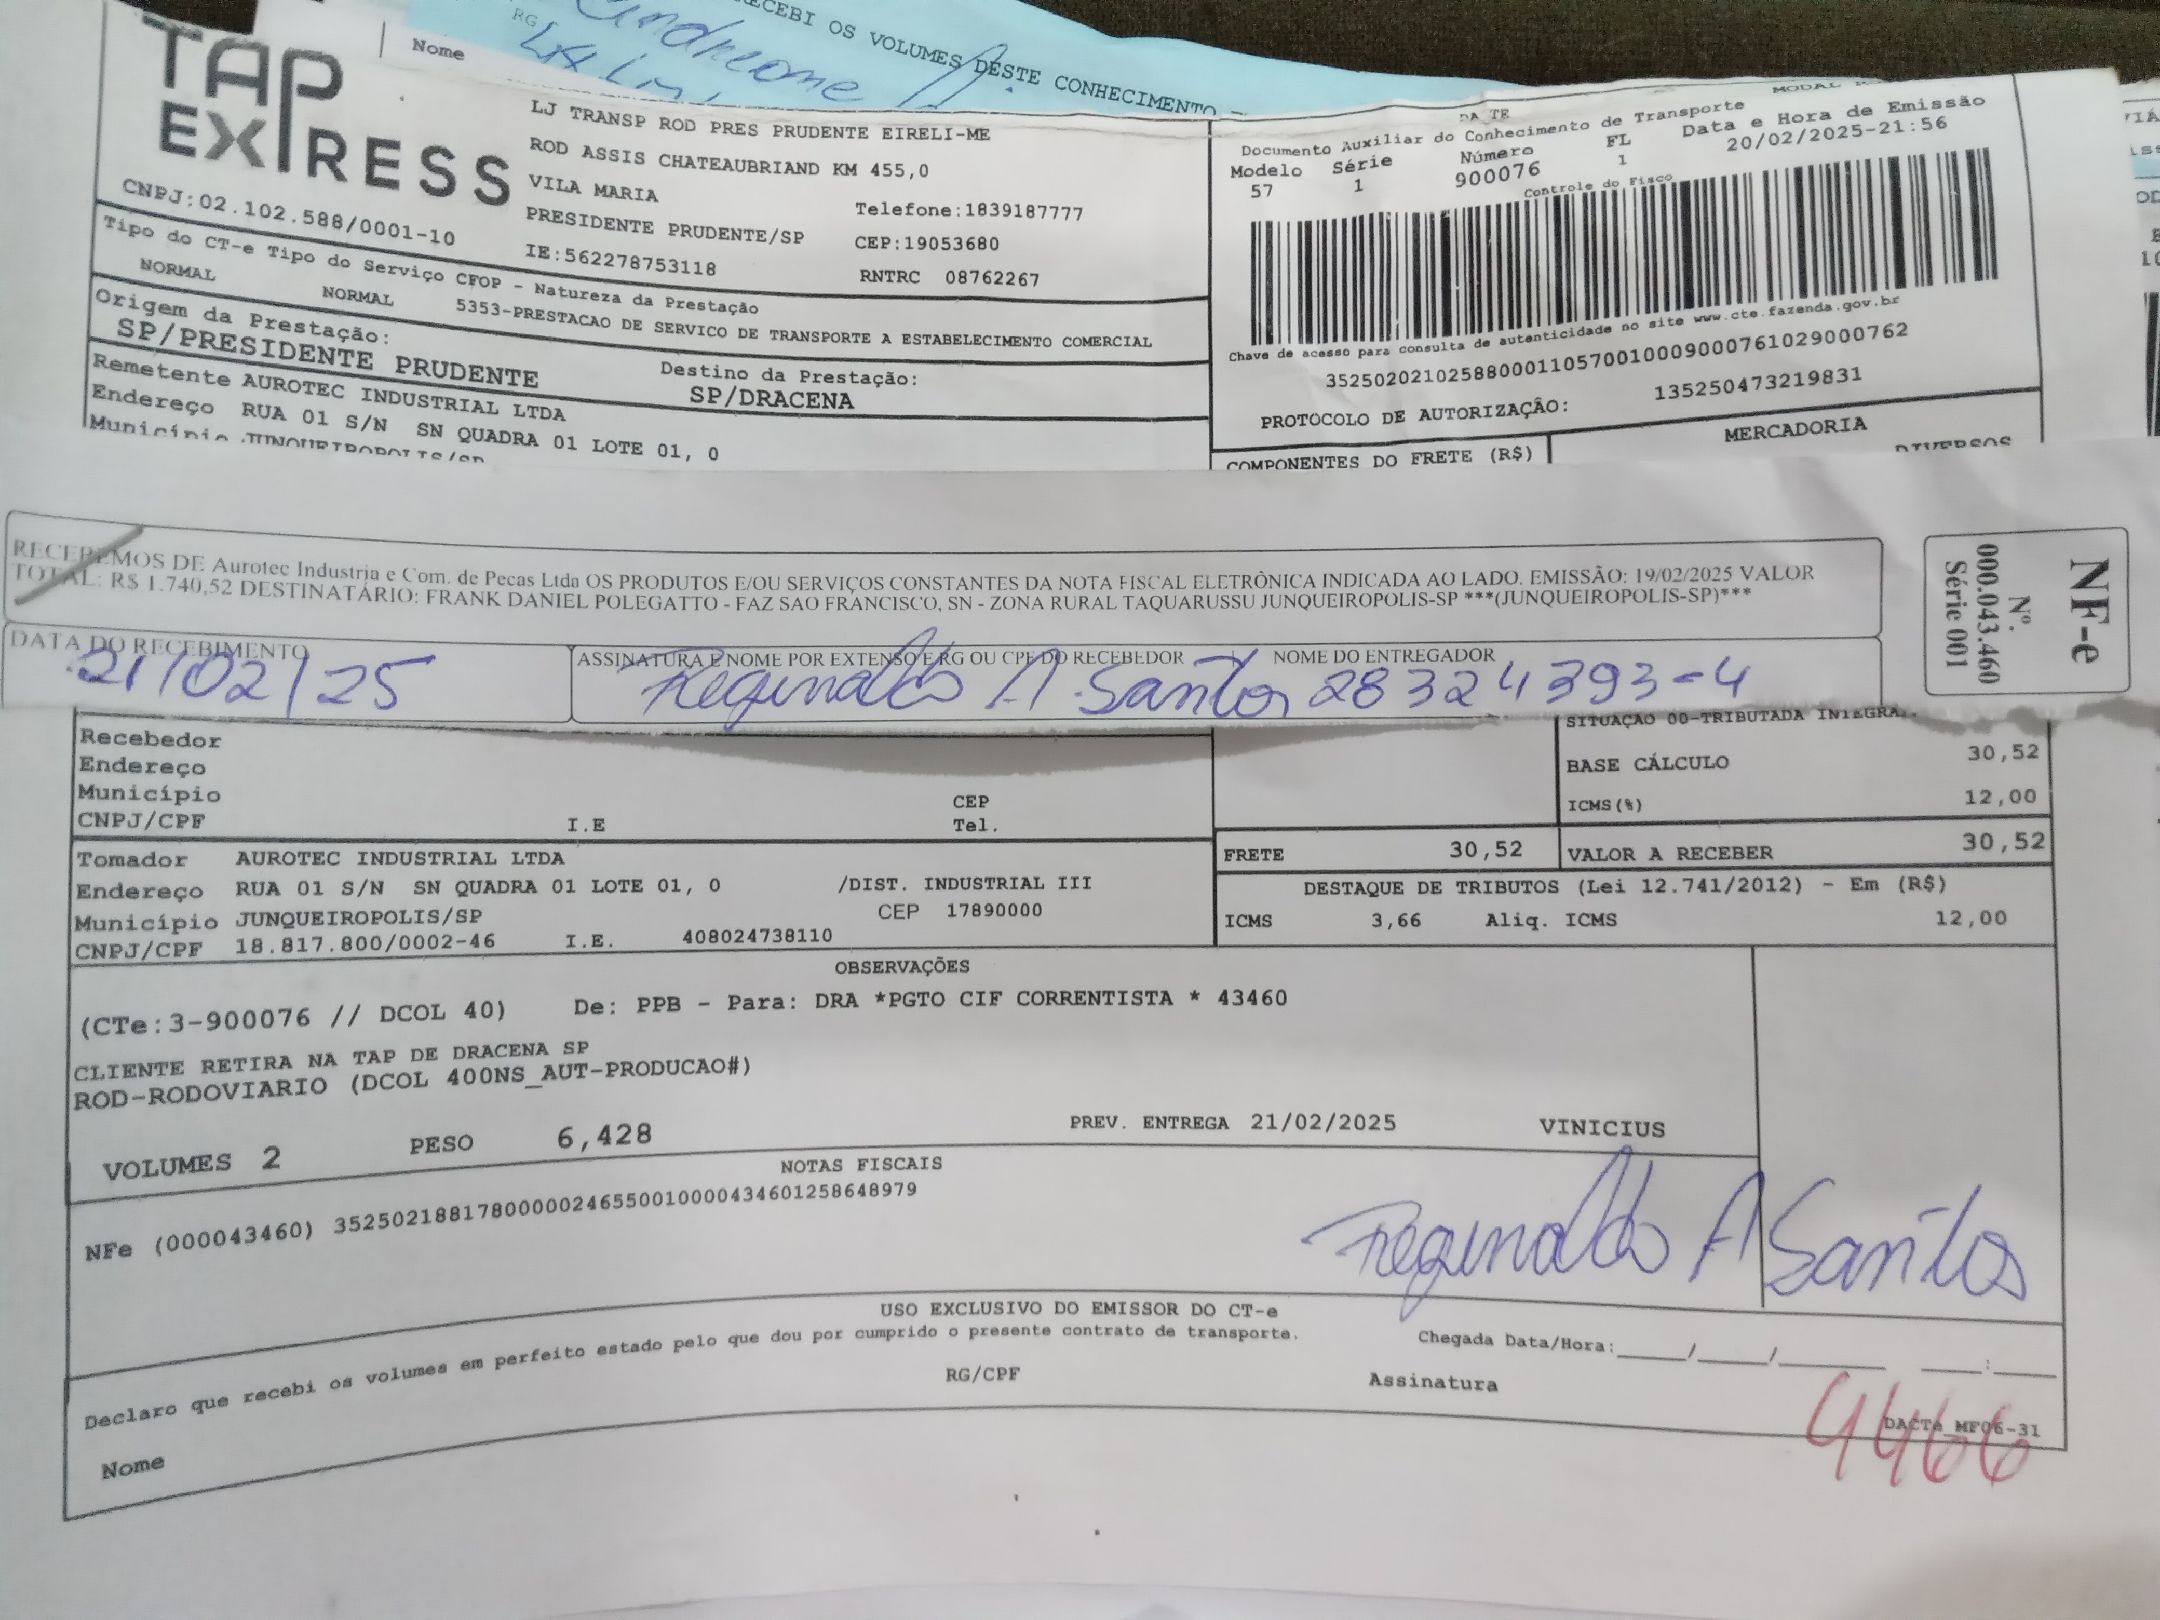 RECEBI OS VOLUMES DESTE CONHECIMENTO
RG
Nome
TAP
EXPRESS
CNPJ:02.102.588/0001-10
LJ TRANSP ROD PRES PRUDENTE EIRELI-ME
ROD ASSIS CHATEAUBRIAND KM 455,0
VILA MARIA
Telefone:1839187777
PRESIDENTE PRUDENTE/SP CEP:19053680
IE:562278753118 RNTRC 08762267
Documento Auxiliar do Conhecimento de Transporte
Modelo Série Número FL Data e Hora de Emissão
57 1 900076 1 20/02/2025-21:56
Controle do Fisco
Chave de acesso para consulta de autenticidade no site www.cte.fazenda.gov.br
35250202102588000110570010009000761029000762
PROTOCOLO DE AUTORIZAÇÃO: 135250473219831
Tipo do CT-e Tipo do Serviço CFOP - Natureza da Prestação
NORMAL NORMAL 5353-PRESTACAO DE SERVICO DE TRANSPORTE A ESTABELECIMENTO COMERCIAL
Origem da Prestação: Destino da Prestação:
SP/PRESIDENTE PRUDENTE SP/DRACENA
Remetente AUROTEC INDUSTRIAL LTDA
Endereço RUA 01 S/N SN QUADRA 01 LOTE 01, 0
Município JUNQUEIROPOLIS/SP
COMPONENTES DO FRETE (R$) MERCADORIA
DIVERSOS
RECEBEMOS DE Aurotec Industria e Com. de Pecas Ltda OS PRODUTOS E/OU SERVIÇOS CONSTANTES DA NOTA FISCAL ELETRÔNICA INDICADA AO LADO. EMISSÃO: 19/02/2025 VALOR
TOTAL: R$ 1.740,52 DESTINATÁRIO: FRANK DANIEL POLEGATTO - FAZ SAO FRANCISCO, SN - ZONA RURAL TAQUARUSSU JUNQUEIROPOLIS-SP ***(JUNQUEIROPOLIS-SP)***
DATA DO RECEBIMENTO ASSINATURA E NOME POR EXTENSO E RG OU CPF DO RECEBEDOR NOME DO ENTREGADOR
21/02/25 Reginaldo A Santos 28324393-4
NF-e
Nº.
000.043.460
Série 001
SITUAÇÃO 00-TRIBUTADA INTEGRA
Recebedor
Endereço BASE CÁLCULO 30,52
Município CEP ICMS(%) 12,00
CNPJ/CPF I.E Tel.
Tomador AUROTEC INDUSTRIAL LTDA FRETE 30,52 VALOR A RECEBER 30,52
Endereço RUA 01 S/N SN QUADRA 01 LOTE 01, 0 /DIST. INDUSTRIAL III DESTAQUE DE TRIBUTOS (Lei 12.741/2012) - Em (R$)
Município JUNQUEIROPOLIS/SP CEP 17890000 ICMS 3,66 Aliq. ICMS 12,00
CNPJ/CPF 18.817.800/0002-46 I.E. 408024738110
OBSERVAÇÕES
(CTe:3-900076 // DCOL 40) De: PPB - Para: DRA *PGTO CIF CORRENTISTA * 43460
CLIENTE RETIRA NA TAP DE DRACENA SP
ROD-RODOVIARIO (DCOL 400NS_AUT-PRODUCAO#)
VOLUMES 2 PESO 6,428 PREV. ENTREGA 21/02/2025 VINICIUS
NOTAS FISCAIS
NFe (000043460) 35250218817800000246550010000434601258648979
Reginaldo A Santos
USO EXCLUSIVO DO EMISSOR DO CT-e
Declaro que recebi os volumes em perfeito estado pelo que dou por cumprido o presente contrato de transporte.
Chegada Data/Hora:_____/_____/_______ ____:____
RG/CPF Assinatura
Nome
DACTe MF06-31
4466